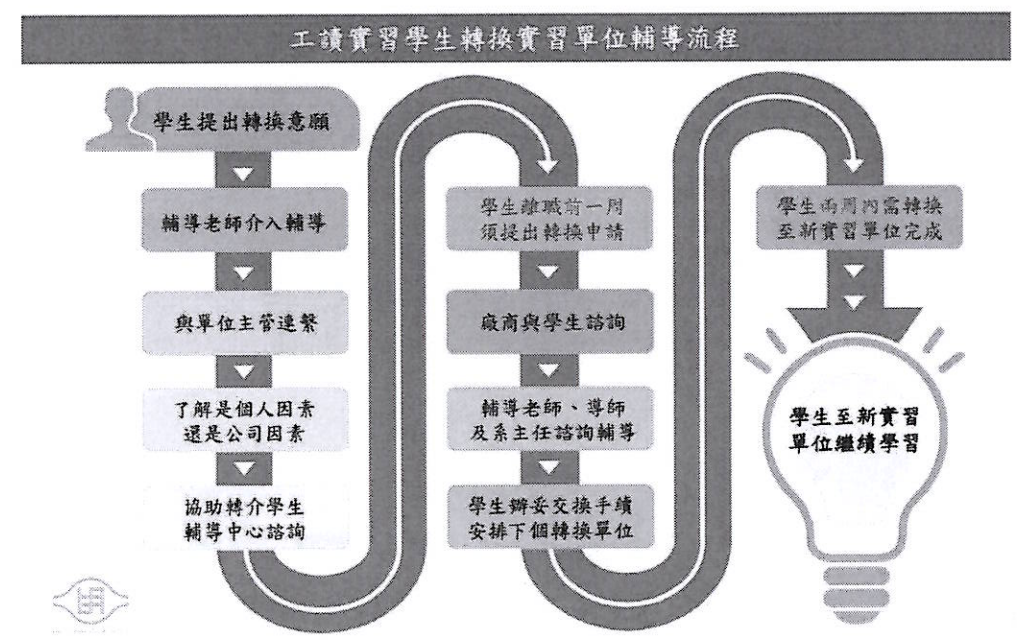 工讀實習學生轉換實習單位輔導流程
學生提出轉換意願
輔導老師介入輔導
與單位主管連繫
了解是個人因素
還是公司因素
協助轉介學生
輔導中心諮詢
學生離職前一周
須提出轉換申請
廠商與學生諮詢
輔導老師、導師
及系主任諮詢輔導
學生辦妥交換手續
安排下個轉換單位
學生兩周內需轉換
至新實習單位完成
學生至新實習
單位繼續學習